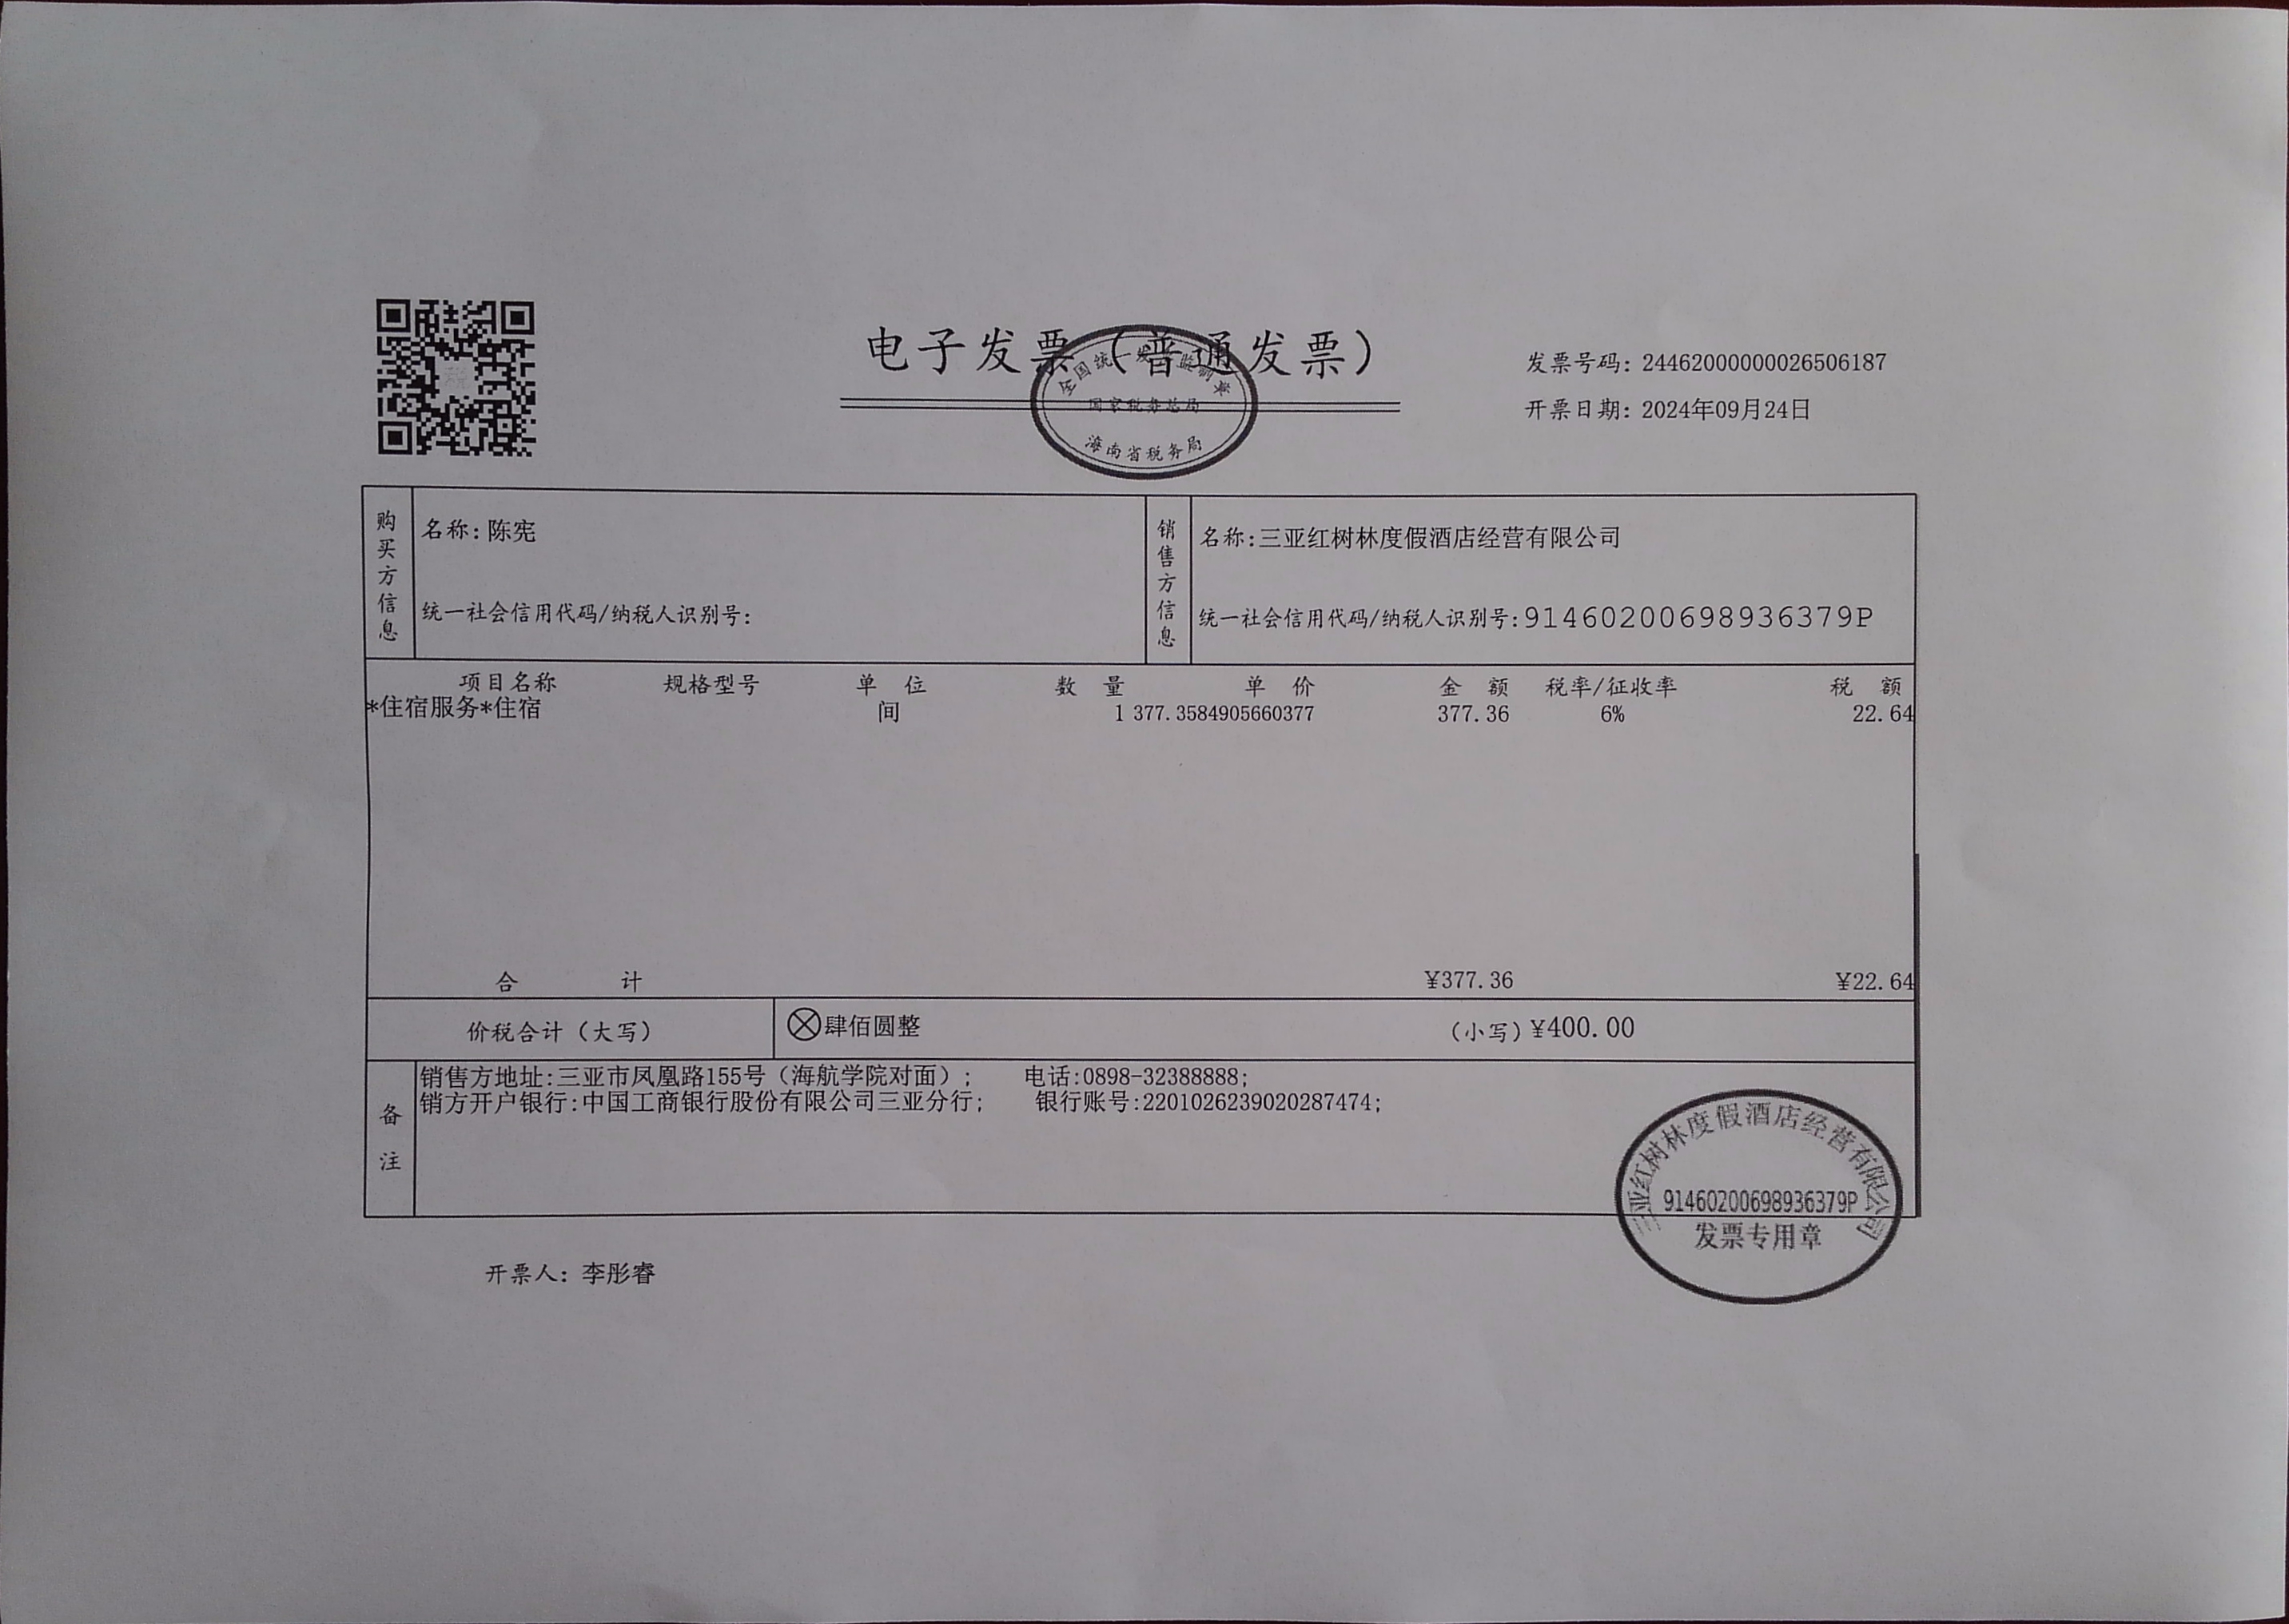 电子发票（普通发票）
全国统一发票监制章
国家税务总局
海南省税务局
发票号码：24462000000026506187
开票日期：2024年09月24日
购买方信息
名称：陈宪
统一社会信用代码/纳税人识别号：
销售方信息
名称：三亚红树林度假酒店经营有限公司
统一社会信用代码/纳税人识别号：91460200698936379P
项目名称 规格型号 单位 数量 单价 金额 税率/征收率 税额
*住宿服务*住宿 间 1 377.3584905660377 377.36 6% 22.64
合计 ¥377.36 ¥22.64
价税合计（大写） ⊗肆佰圆整 （小写）¥400.00
备注
销售方地址:三亚市凤凰路155号（海航学院对面）; 电话:0898-32388888;
销方开户银行:中国工商银行股份有限公司三亚分行; 银行账号:2201026239020287474;
三亚红树林度假酒店经营有限公司
91460200698936379P
发票专用章
开票人：李彤睿